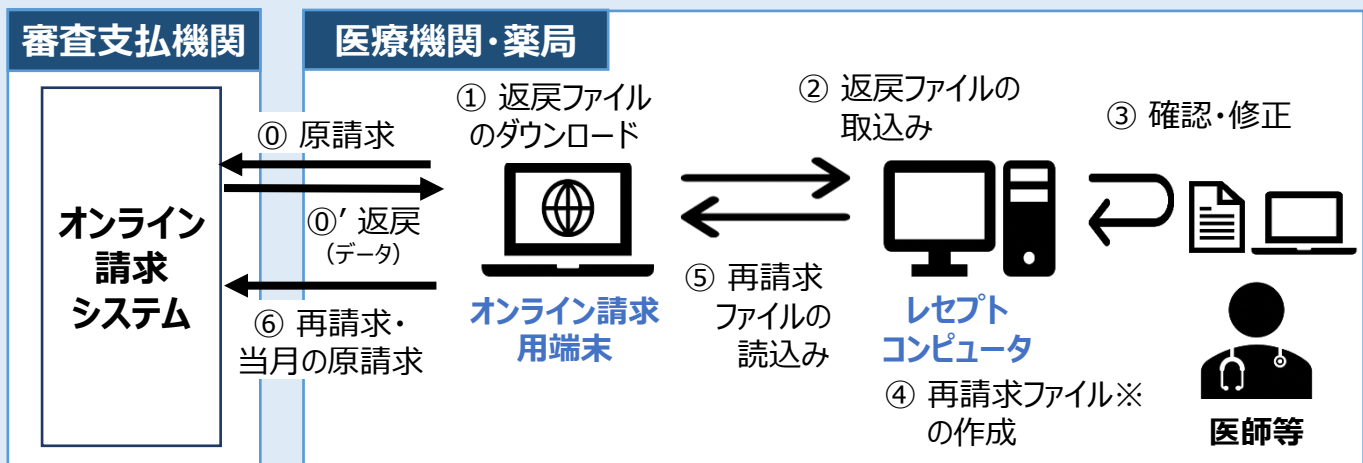 審査支払機関
医療機関・薬局
オンライン
請求
システム
⓪ 原請求
⓪’ 返戻
(データ)
⑥ 再請求・
当月の原請求
① 返戻ファイル
のダウンロード
オンライン請求
用端末
② 返戻ファイルの
取込み
⑤ 再請求
ファイルの
読込み
レセプト
コンピュータ
③ 確認・修正
④ 再請求ファイル※
の作成
医師等